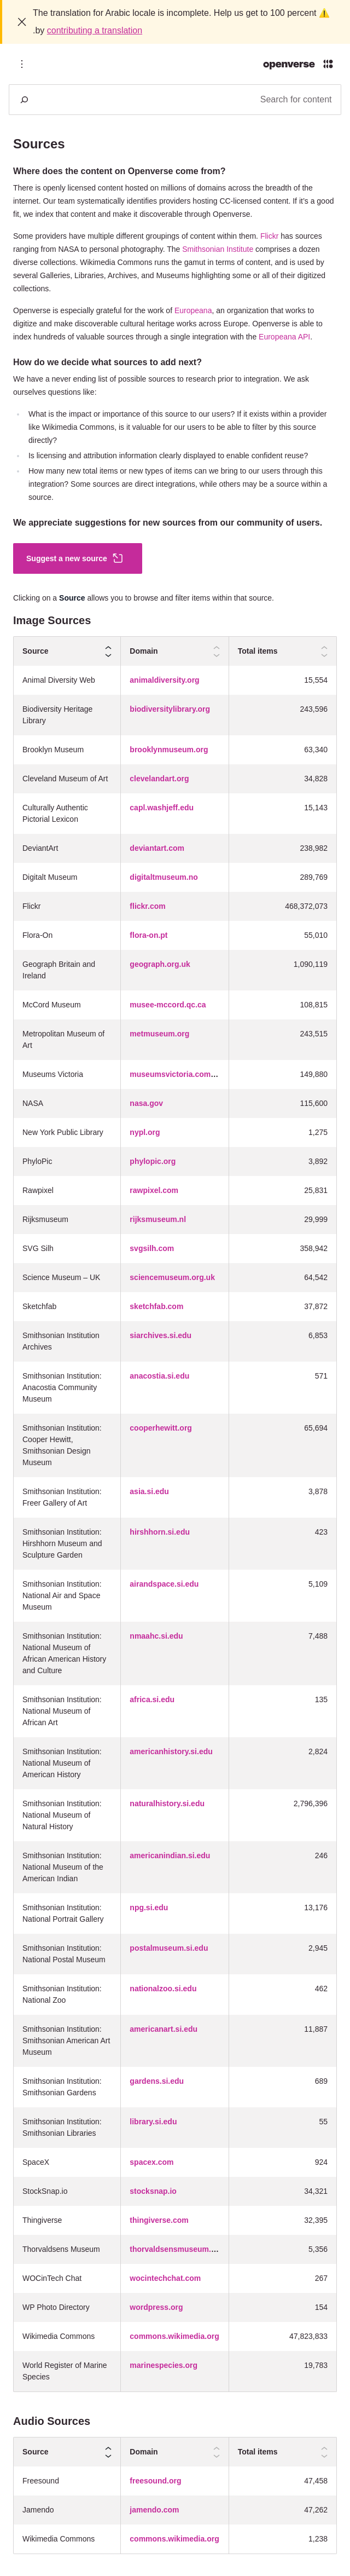 The translation for Arabic locale is incomplete. Help us get to 100 percent ⚠️
.by contributing a translation
openverse
Search for content
Sources
Where does the content on Openverse come from?
There is openly licensed content hosted on millions of domains across the breadth of the
internet. Our team systematically identifies providers hosting CC-licensed content. If it's a good
fit, we index that content and make it discoverable through Openverse.
Some providers have multiple different groupings of content within them. Flickr has sources
ranging from NASA to personal photography. The Smithsonian Institute comprises a dozen
diverse collections. Wikimedia Commons runs the gamut in terms of content, and is used by
several Galleries, Libraries, Archives, and Museums highlighting some or all of their digitized
collections.
Openverse is especially grateful for the work of Europeana, an organization that works to
digitize and make discoverable cultural heritage works across Europe. Openverse is able to
index hundreds of valuable sources through a single integration with the Europeana API.
How do we decide what sources to add next?
We have a never ending list of possible sources to research prior to integration. We ask
ourselves questions like:
What is the impact or importance of this source to our users? If it exists within a provider
like Wikimedia Commons, is it valuable for our users to be able to filter by this source
directly?
Is licensing and attribution information clearly displayed to enable confident reuse?
How many new total items or new types of items can we bring to our users through this
integration? Some sources are direct integrations, while others may be a source within a
source.
We appreciate suggestions for new sources from our community of users.
Suggest a new source
Clicking on a Source allows you to browse and filter items within that source.
Image Sources
Source Domain Total items
Animal Diversity Web animaldiversity.org 15,554
Biodiversity Heritage biodiversitylibrary.org 243,596
Library
Brooklyn Museum brooklynmuseum.org 63,340
Cleveland Museum of Art clevelandart.org 34,828
Culturally Authentic capl.washjeff.edu 15,143
Pictorial Lexicon
DeviantArt deviantart.com 238,982
Digitalt Museum digitaltmuseum.no 289,769
Flickr flickr.com 468,372,073
Flora-On flora-on.pt 55,010
Geograph Britain and geograph.org.uk 1,090,119
Ireland
McCord Museum musee-mccord.qc.ca 108,815
Metropolitan Museum of metmuseum.org 243,515
Art
Museums Victoria museumsvictoria.com… 149,880
NASA nasa.gov 115,600
New York Public Library nypl.org 1,275
PhyloPic phylopic.org 3,892
Rawpixel rawpixel.com 25,831
Rijksmuseum rijksmuseum.nl 29,999
SVG Silh svgsilh.com 358,942
Science Museum – UK sciencemuseum.org.uk 64,542
Sketchfab sketchfab.com 37,872
Smithsonian Institution siarchives.si.edu 6,853
Archives
Smithsonian Institution: anacostia.si.edu 571
Anacostia Community
Museum
Smithsonian Institution: cooperhewitt.org 65,694
Cooper Hewitt,
Smithsonian Design
Museum
Smithsonian Institution: asia.si.edu 3,878
Freer Gallery of Art
Smithsonian Institution: hirshhorn.si.edu 423
Hirshhorn Museum and
Sculpture Garden
Smithsonian Institution: airandspace.si.edu 5,109
National Air and Space
Museum
Smithsonian Institution: nmaahc.si.edu 7,488
National Museum of
African American History
and Culture
Smithsonian Institution: africa.si.edu 135
National Museum of
African Art
Smithsonian Institution: americanhistory.si.edu 2,824
National Museum of
American History
Smithsonian Institution: naturalhistory.si.edu 2,796,396
National Museum of
Natural History
Smithsonian Institution: americanindian.si.edu 246
National Museum of the
American Indian
Smithsonian Institution: npg.si.edu 13,176
National Portrait Gallery
Smithsonian Institution: postalmuseum.si.edu 2,945
National Postal Museum
Smithsonian Institution: nationalzoo.si.edu 462
National Zoo
Smithsonian Institution: americanart.si.edu 11,887
Smithsonian American Art
Museum
Smithsonian Institution: gardens.si.edu 689
Smithsonian Gardens
Smithsonian Institution: library.si.edu 55
Smithsonian Libraries
SpaceX spacex.com 924
StockSnap.io stocksnap.io 34,321
Thingiverse thingiverse.com 32,395
Thorvaldsens Museum thorvaldsensmuseum.… 5,356
WOCinTech Chat wocintechchat.com 267
WP Photo Directory wordpress.org 154
Wikimedia Commons commons.wikimedia.org 47,823,833
World Register of Marine marinespecies.org 19,783
Species
Audio Sources
Source Domain Total items
Freesound freesound.org 47,458
Jamendo jamendo.com 47,262
Wikimedia Commons commons.wikimedia.org 1,238